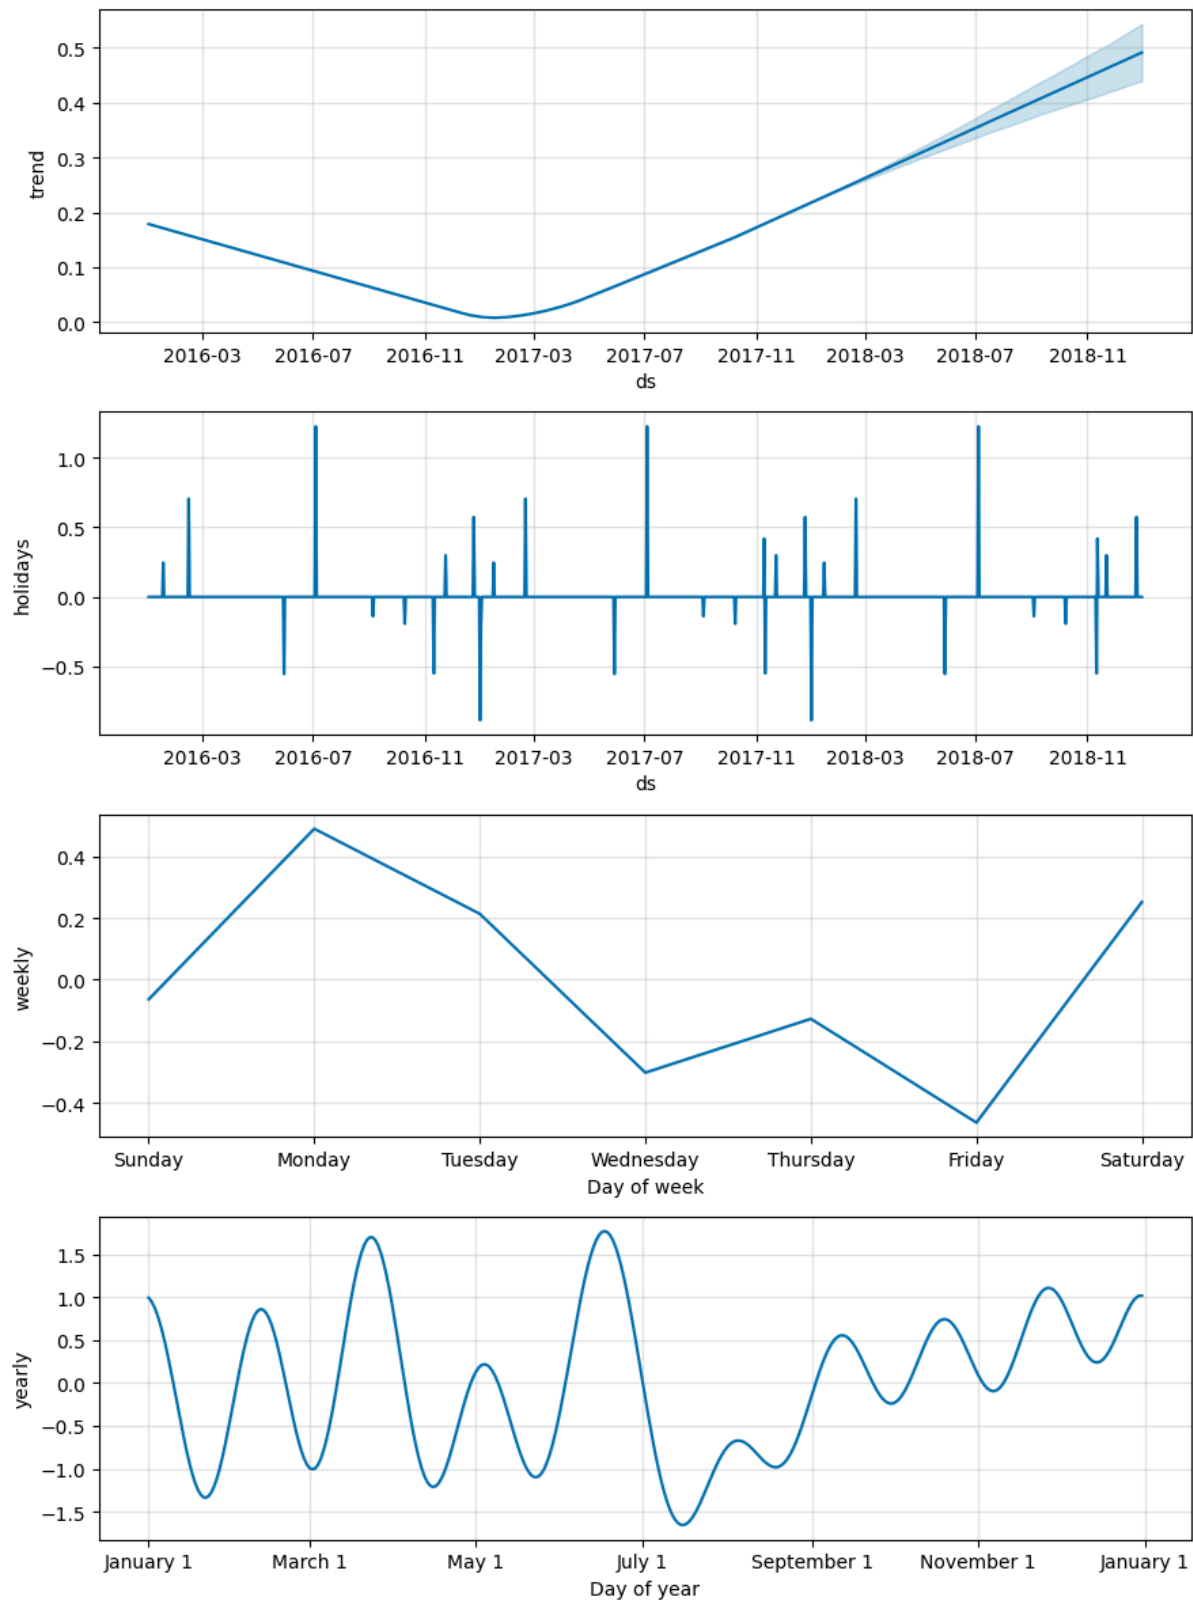 0.5
0.4
0.3
0.2
0.1
0.0
trend
2016-03 2016-07 2016-11 2017-03 2017-07 2017-11 2018-03 2018-07 2018-11
ds
1.0
0.5
0.0
−0.5
holidays
2016-03 2016-07 2016-11 2017-03 2017-07 2017-11 2018-03 2018-07 2018-11
ds
0.4
0.2
0.0
−0.2
−0.4
weekly
Sunday Monday Tuesday Wednesday Thursday Friday Saturday
Day of week
1.5
1.0
0.5
0.0
−0.5
−1.0
−1.5
yearly
January 1 March 1 May 1 July 1 September 1 November 1 January 1
Day of year